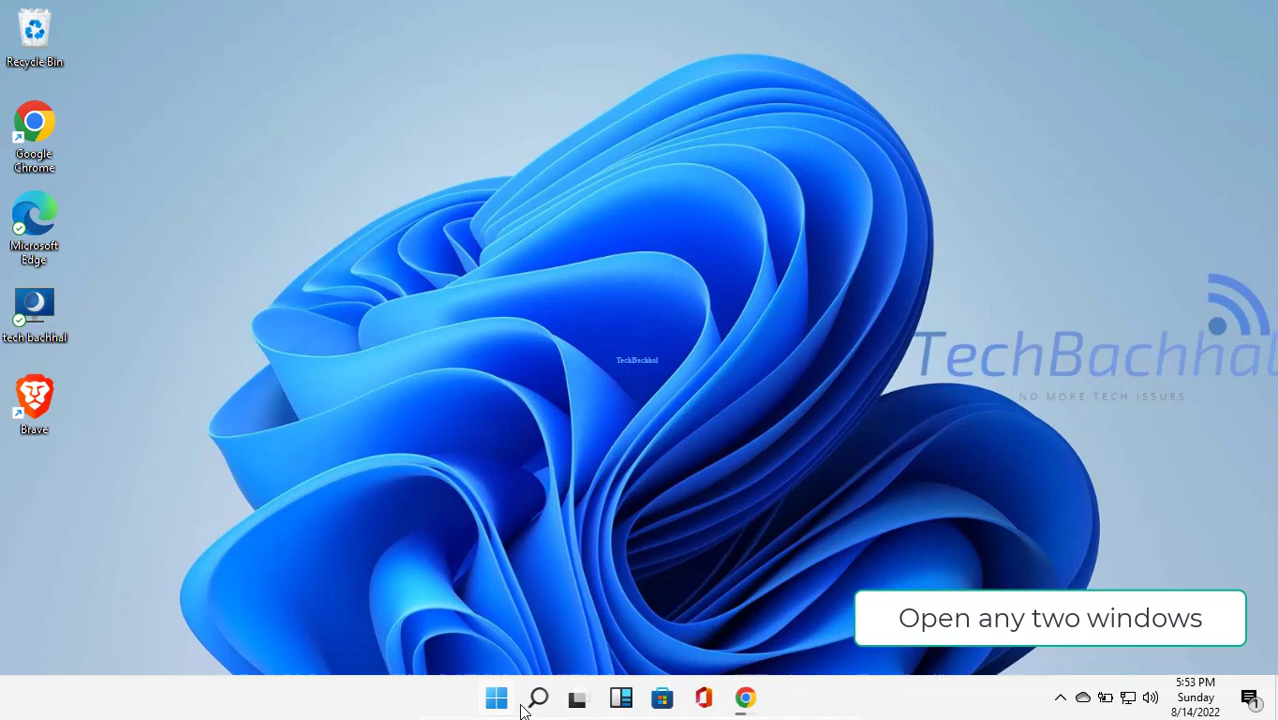 Recycle Bin
Google
Chrome
Microsoft
Edge
tech bachhal
Brave
TechBachhal
TechBachhal
NO MORE TECH ISSUES
Open any two windows
5:53 PM
Sunday
8/14/2022
1